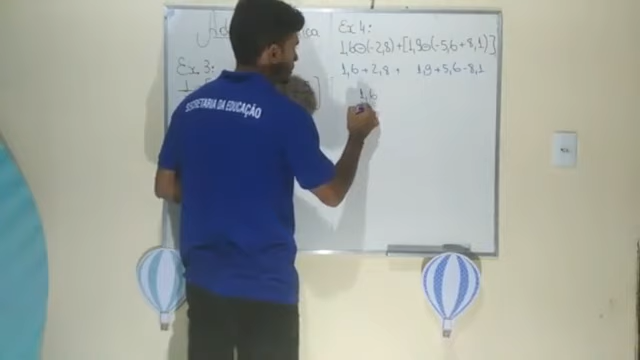 Ex 4:
1,6⊖(-2,8)+[1,9⊖(-5,6+8,1)]
1,6+2,8+ 1,9+5,6-8,1
Ex 3:
1,6
SECRETARIA DA EDUCAÇÃO